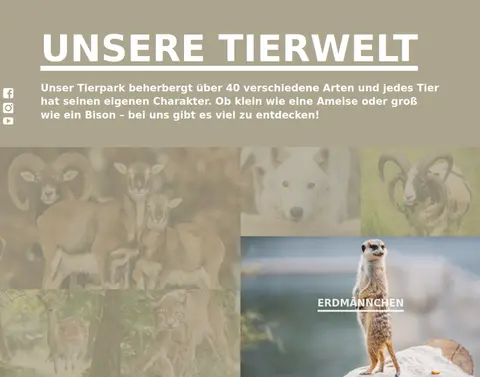 UNSERE TIERWELT
Unser Tierpark beherbergt über 40 verschiedene Arten und jedes Tier
hat seinen eigenen Charakter. Ob klein wie eine Ameise oder groß
wie ein Bison – bei uns gibt es viel zu entdecken!
ERDMÄNNCHEN